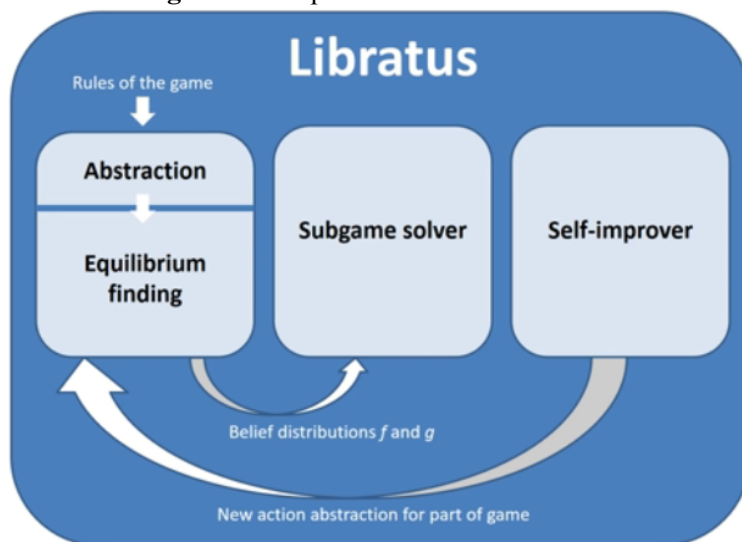 Libratus
Rules of the game
Abstraction
Equilibrium
finding
Subgame solver
Self-improver
Belief distributions f and g
New action abstraction for part of game